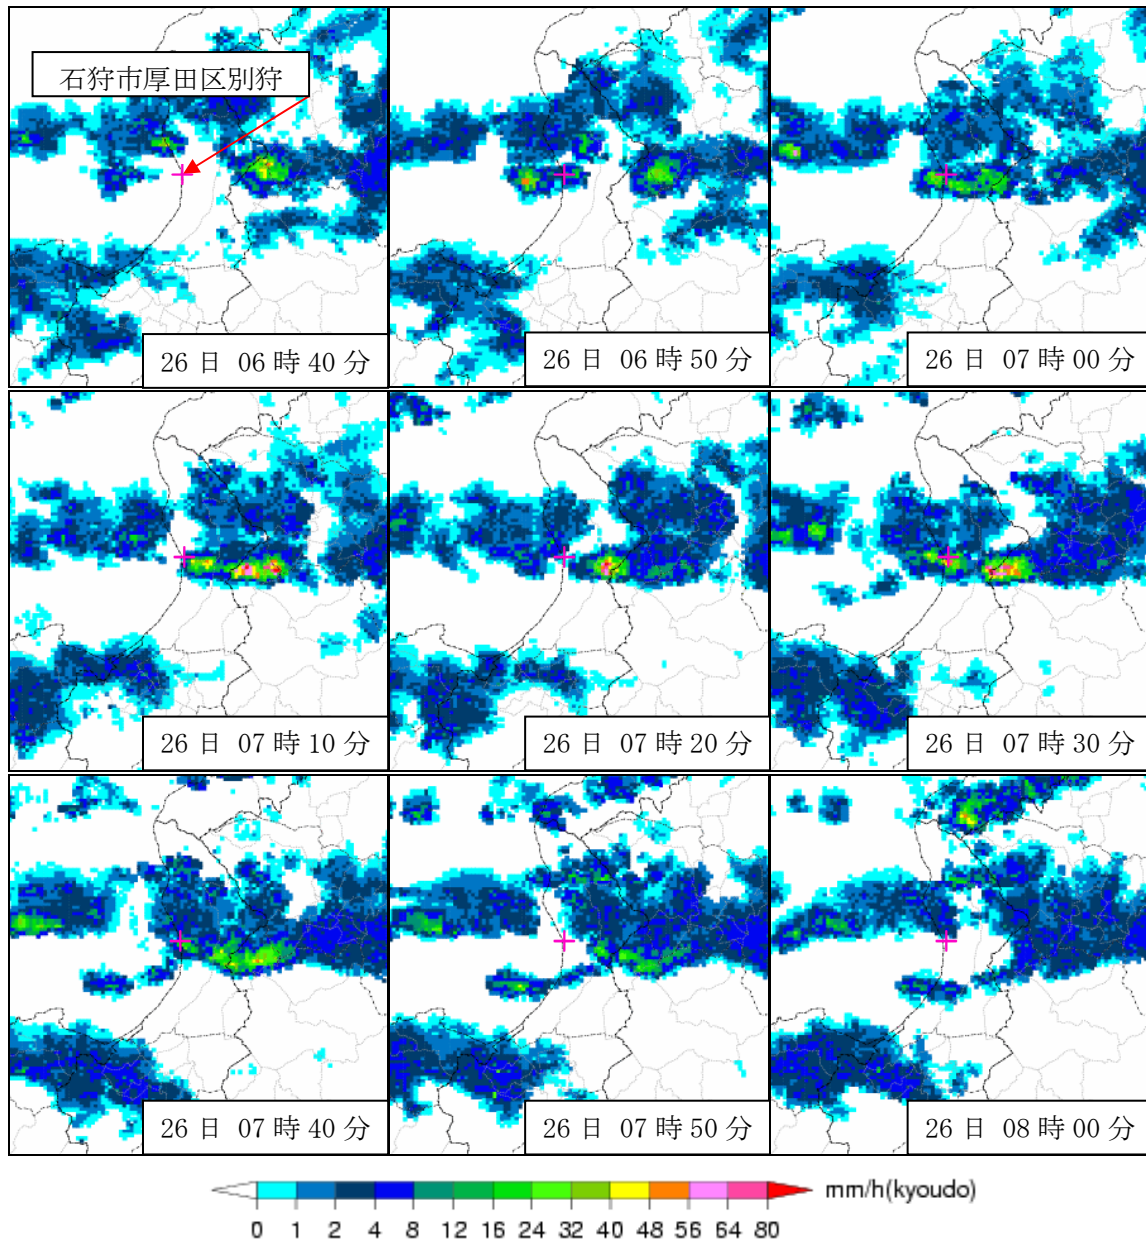 石狩市厚田区別狩
26日 06時40分
26日 06時50分
26日 07時00分
26日 07時10分
26日 07時20分
26日 07時30分
26日 07時40分
26日 07時50分
26日 08時00分
mm/h(kyoudo)
0 1 2 4 8 12 16 24 32 40 48 56 64 80